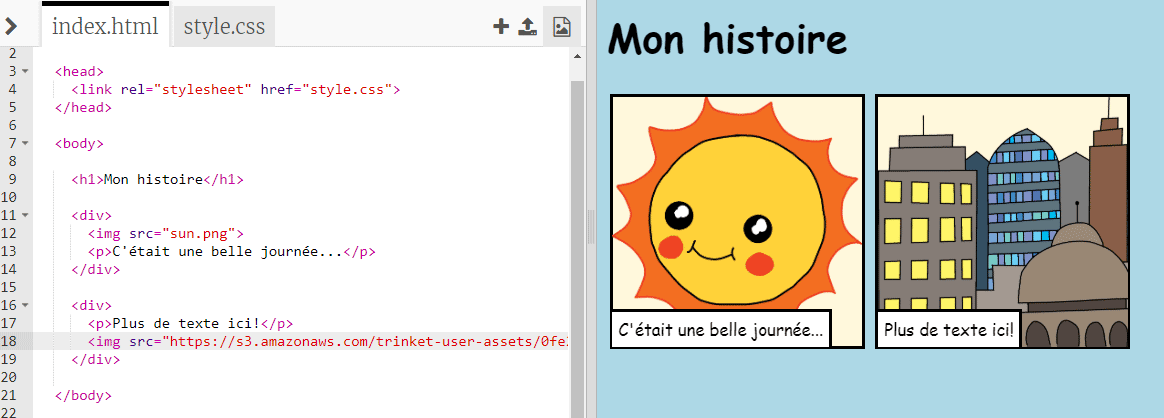 index.html
style.css
2
3 <head>
4 <link rel="stylesheet" href="style.css">
5 </head>
6
7 <body>
8
9 <h1>Mon histoire</h1>
10
11 <div>
12 <img src="sun.png">
13 <p>C'était une belle journée...</p>
14 </div>
15
16 <div>
17 <p>Plus de texte ici!</p>
18 <img src="https://s3.amazonaws.com/trinket-user-assets/0fe
19 </div>
20
21 </body>
22
Mon histoire
C'était une belle journée...
Plus de texte ici!